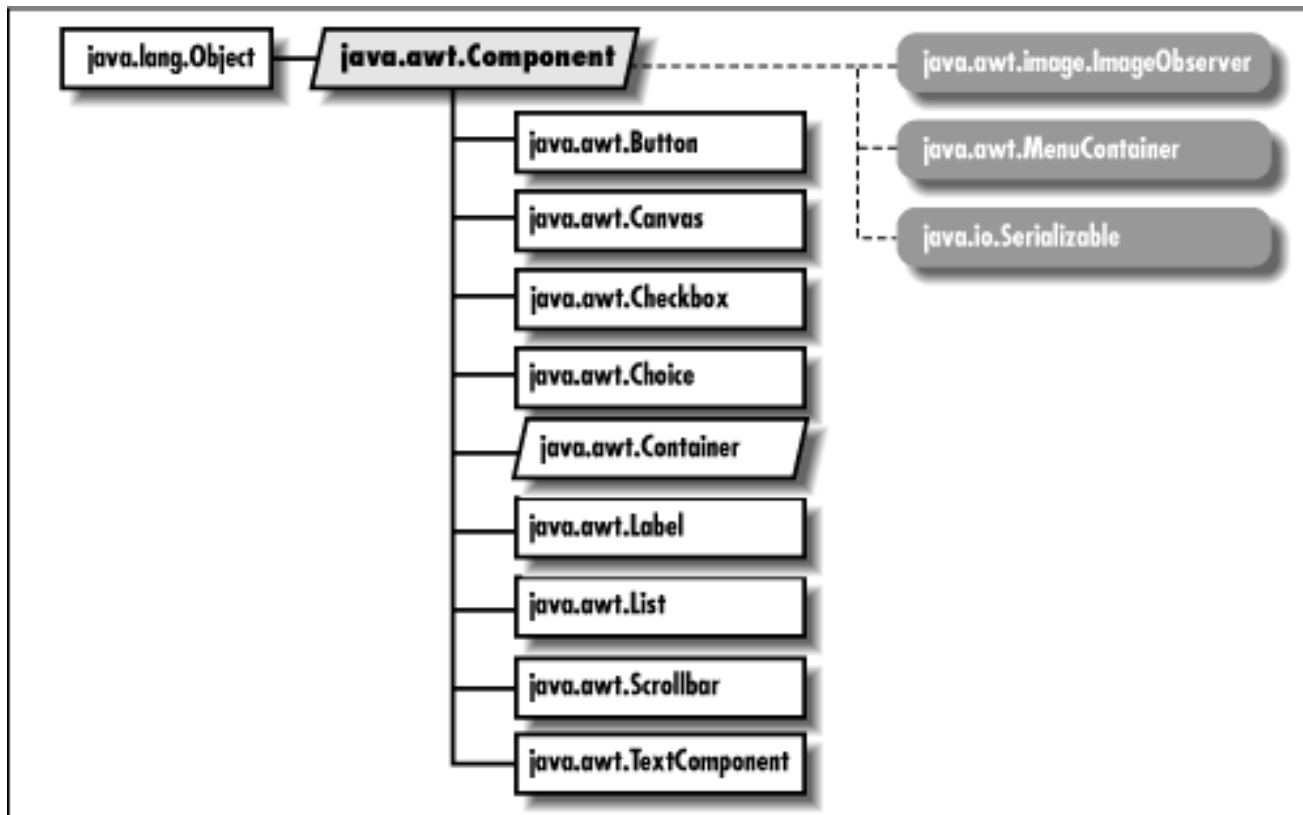 java.lang.Object
java.awt.Component
java.awt.image.ImageObserver
java.awt.Button
java.awt.MenuContainer
java.awt.Canvas
java.io.Serializable
java.awt.Checkbox
java.awt.Choice
java.awt.Container
java.awt.Label
java.awt.List
java.awt.Scrollbar
java.awt.TextComponent